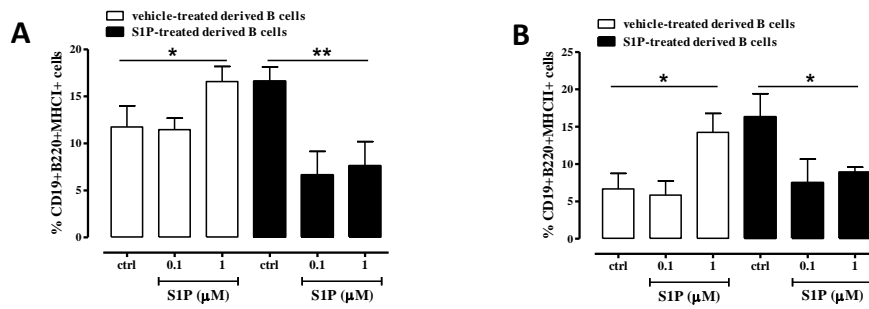 A
vehicle-treated derived B cells
S1P-treated derived B cells
% CD19+B220+MHCI+ cells
20
15
10
5
0
*
**
ctrl 0.1 1 ctrl 0.1 1
S1P (μM) S1P (μM)
B
vehicle-treated derived B cells
S1P-treated derived B cells
% CD19+B220+MHCII+ cells
25
20
15
10
5
0
*
*
ctrl 0.1 1 ctrl 0.1 1
S1P (μM) S1P (μM)